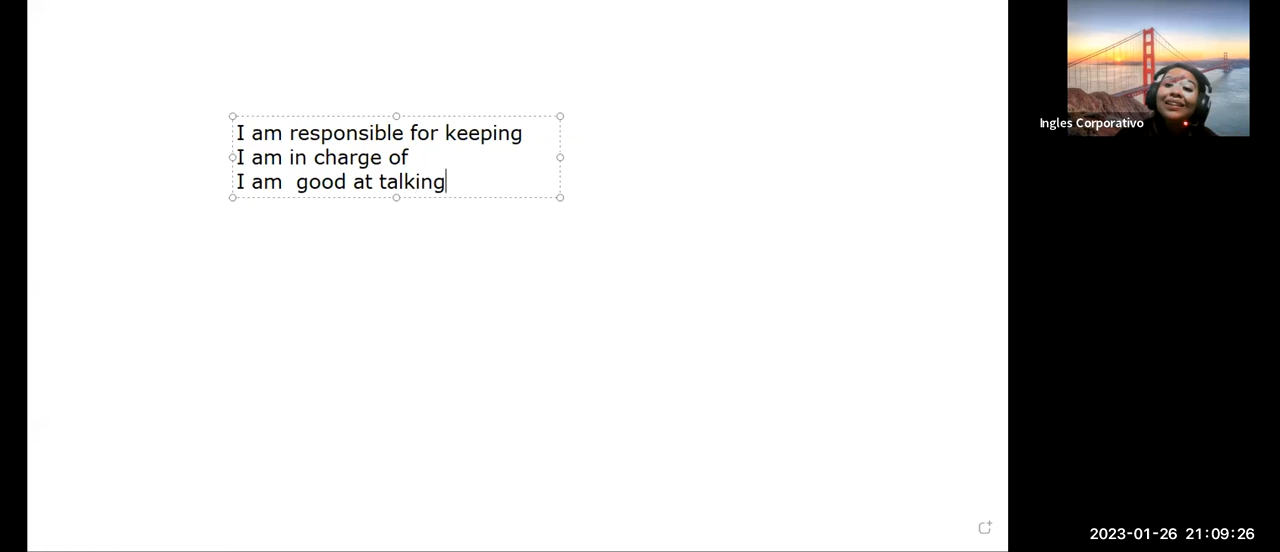 I am responsible for keeping
I am in charge of
I am  good at talking
Ingles Corporativo
2023-01-26 21:09:26